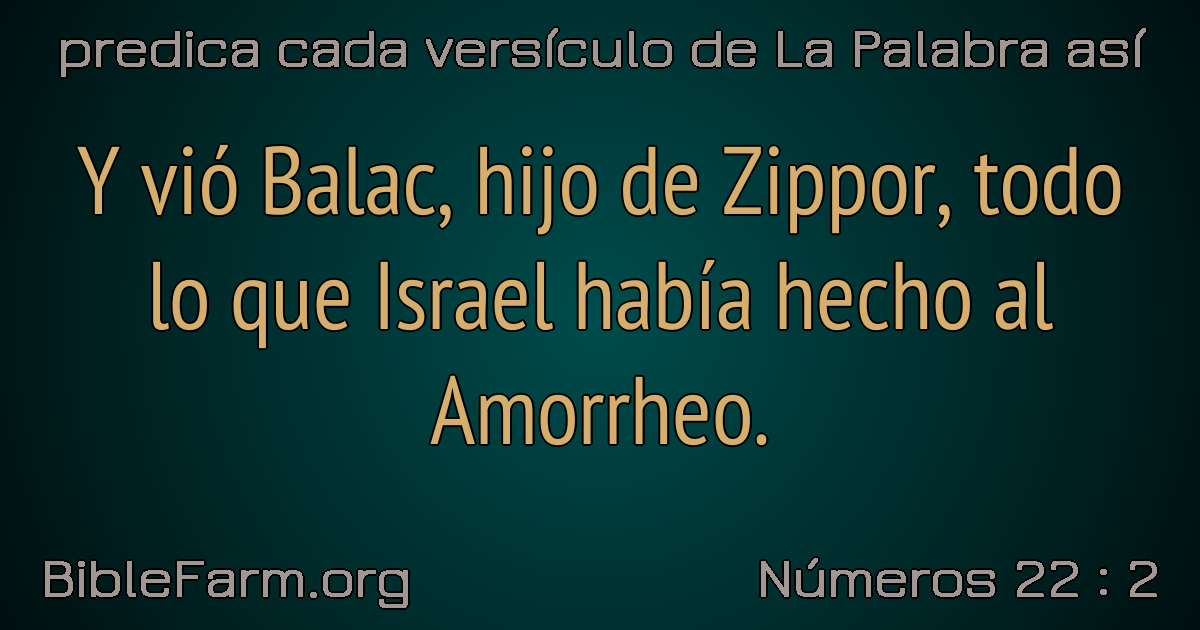 predica cada versículo de La Palabra así
Y vió Balac, hijo de Zippor, todo
lo que Israel había hecho al
Amorrheo.
BibleFarm.org
Números 22 : 2